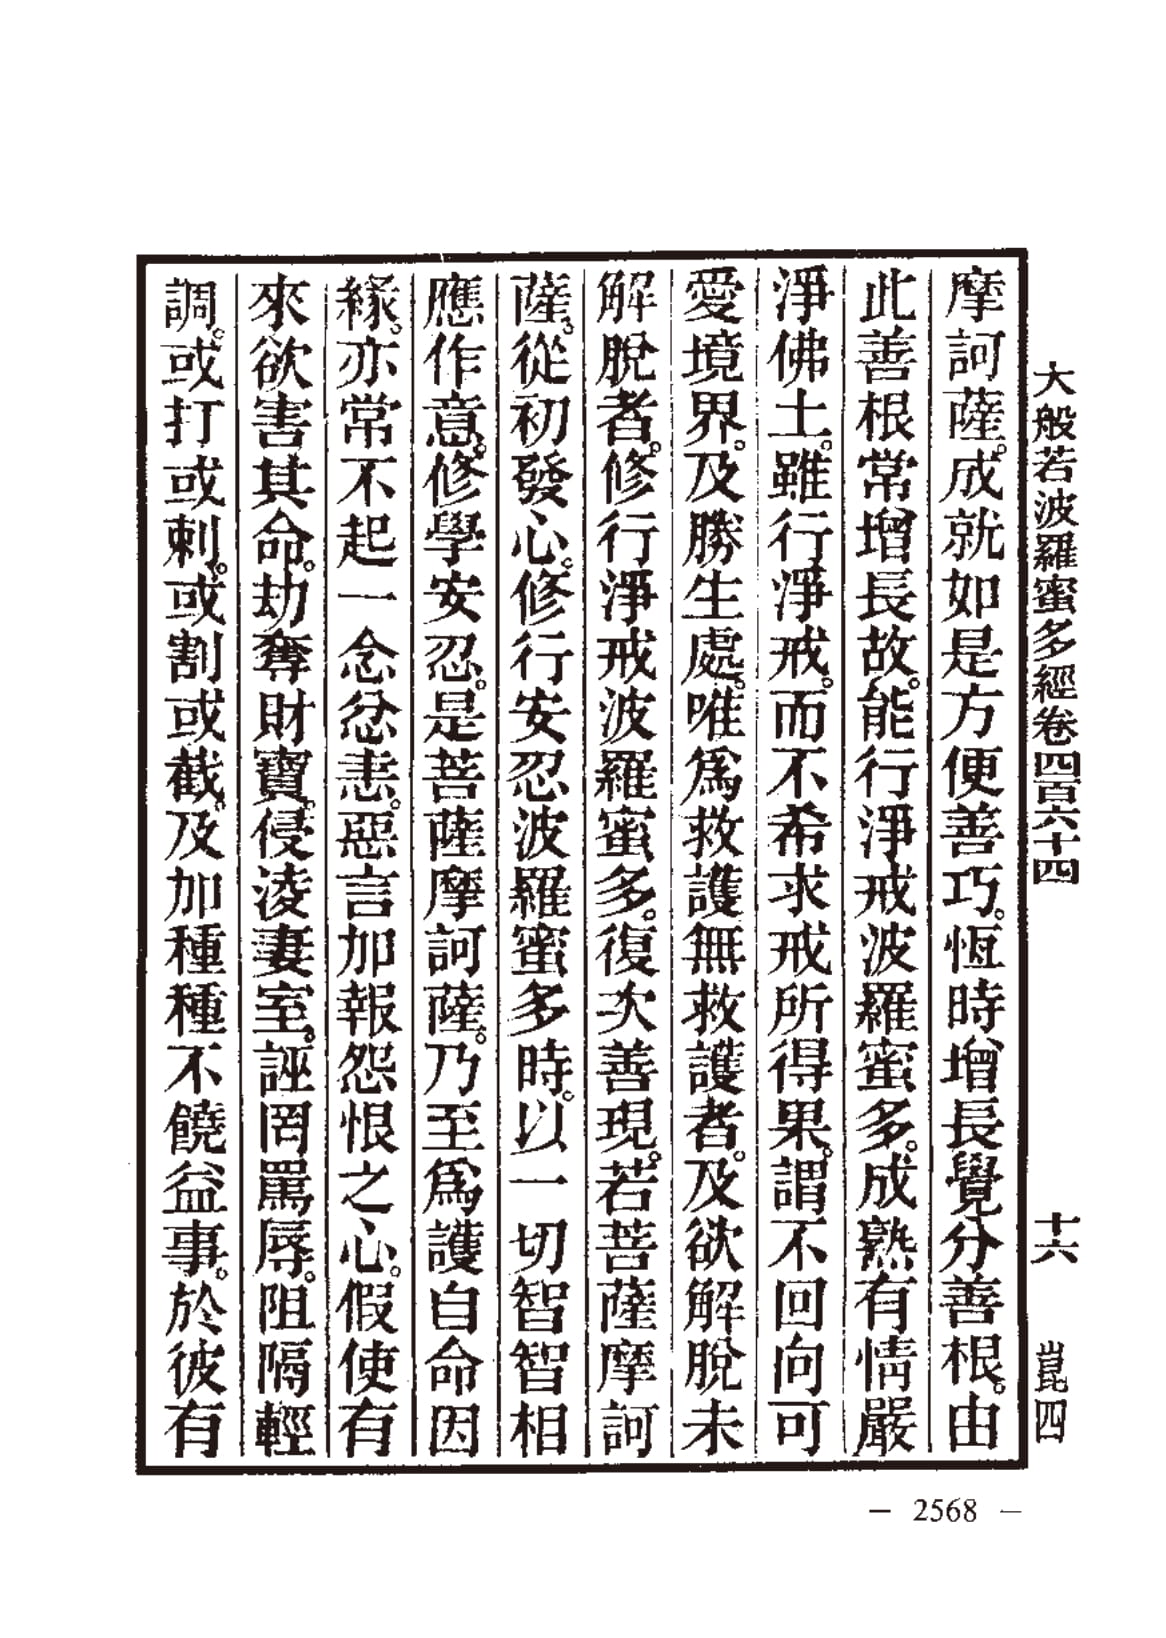 大般若波羅蜜多經卷四百六十四　十六　崑四
摩訶薩。成就如是方便善巧。恆時增長覺分善根。由
此善根常增長故。能行淨戒波羅蜜多。成熟有情嚴
淨佛土。雖行淨戒。而不希求戒所得果。謂不回向可
愛境界。及勝生處。唯爲救護無救護者。及欲解脫未
解脫者。修行淨戒波羅蜜多。復次善現。若菩薩摩訶
薩。從初發心。修行安忍波羅蜜多時。以一切智智相
應作意。修學安忍。是菩薩摩訶薩。乃至爲護自命因
緣。亦常不起一念忿恚。惡言加報怨恨之心。假使有
來欲害其命。劫奪財寶。侵淩妻室。誣罔罵辱。阻隔輕
調。或打或刺。或割或截。及加種種不饒益事。於彼有
— 2568 —